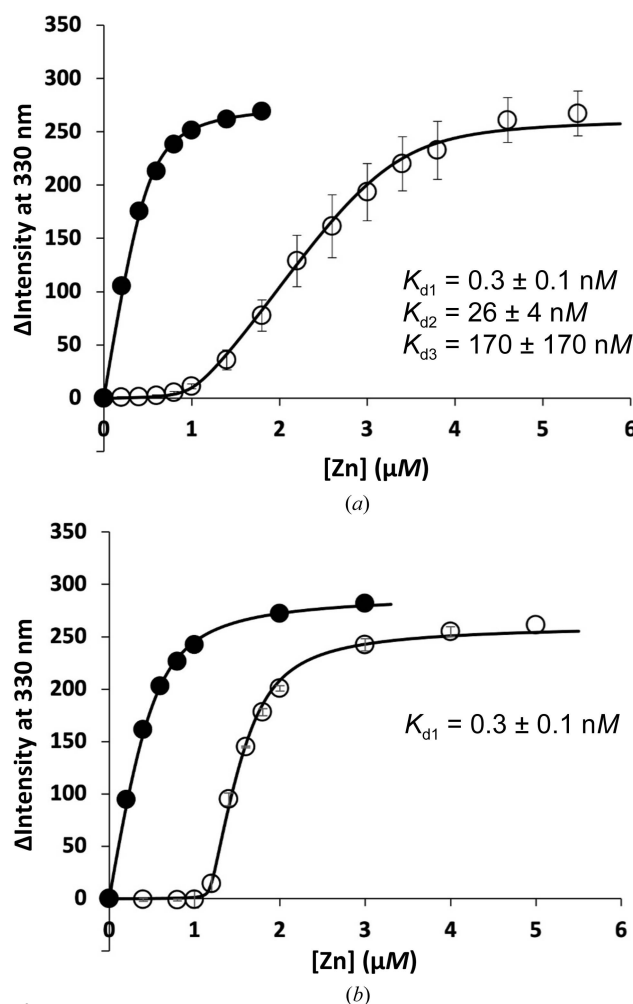 350
300
250
200
150
100
50
0
ΔIntensity at 330 nm
K_d1 = 0.3 ± 0.1 nM
K_d2 = 26 ± 4 nM
K_d3 = 170 ± 170 nM
0 1 2 3 4 5 6
[Zn] (μM)
(a)
350
300
250
200
150
100
50
0
ΔIntensity at 330 nm
K_d1 = 0.3 ± 0.1 nM
0 1 2 3 4 5 6
[Zn] (μM)
(b)